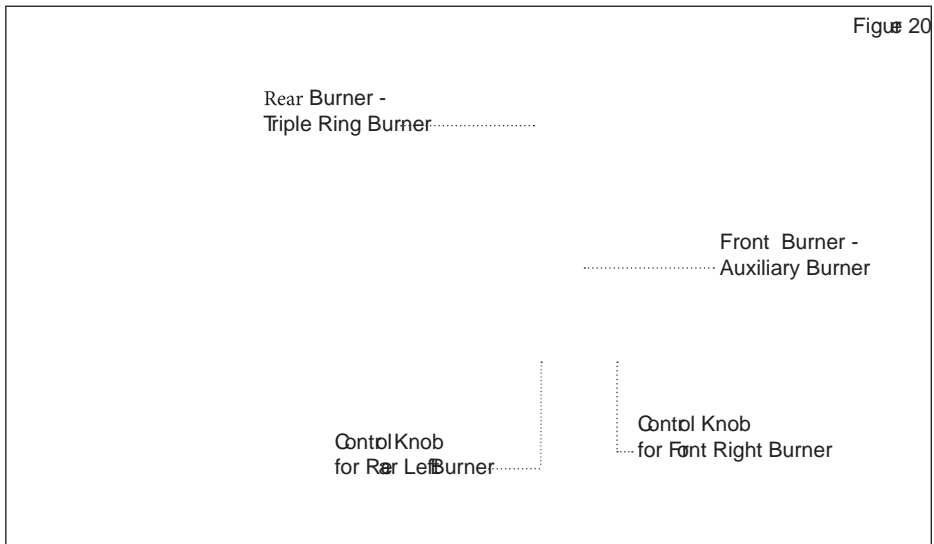 Figure 20
Rear Burner -
Triple Ring Burner
Front Burner -
Auxiliary Burner
Control Knob
for Rear Left Burner
Control Knob
for Front Right Burner